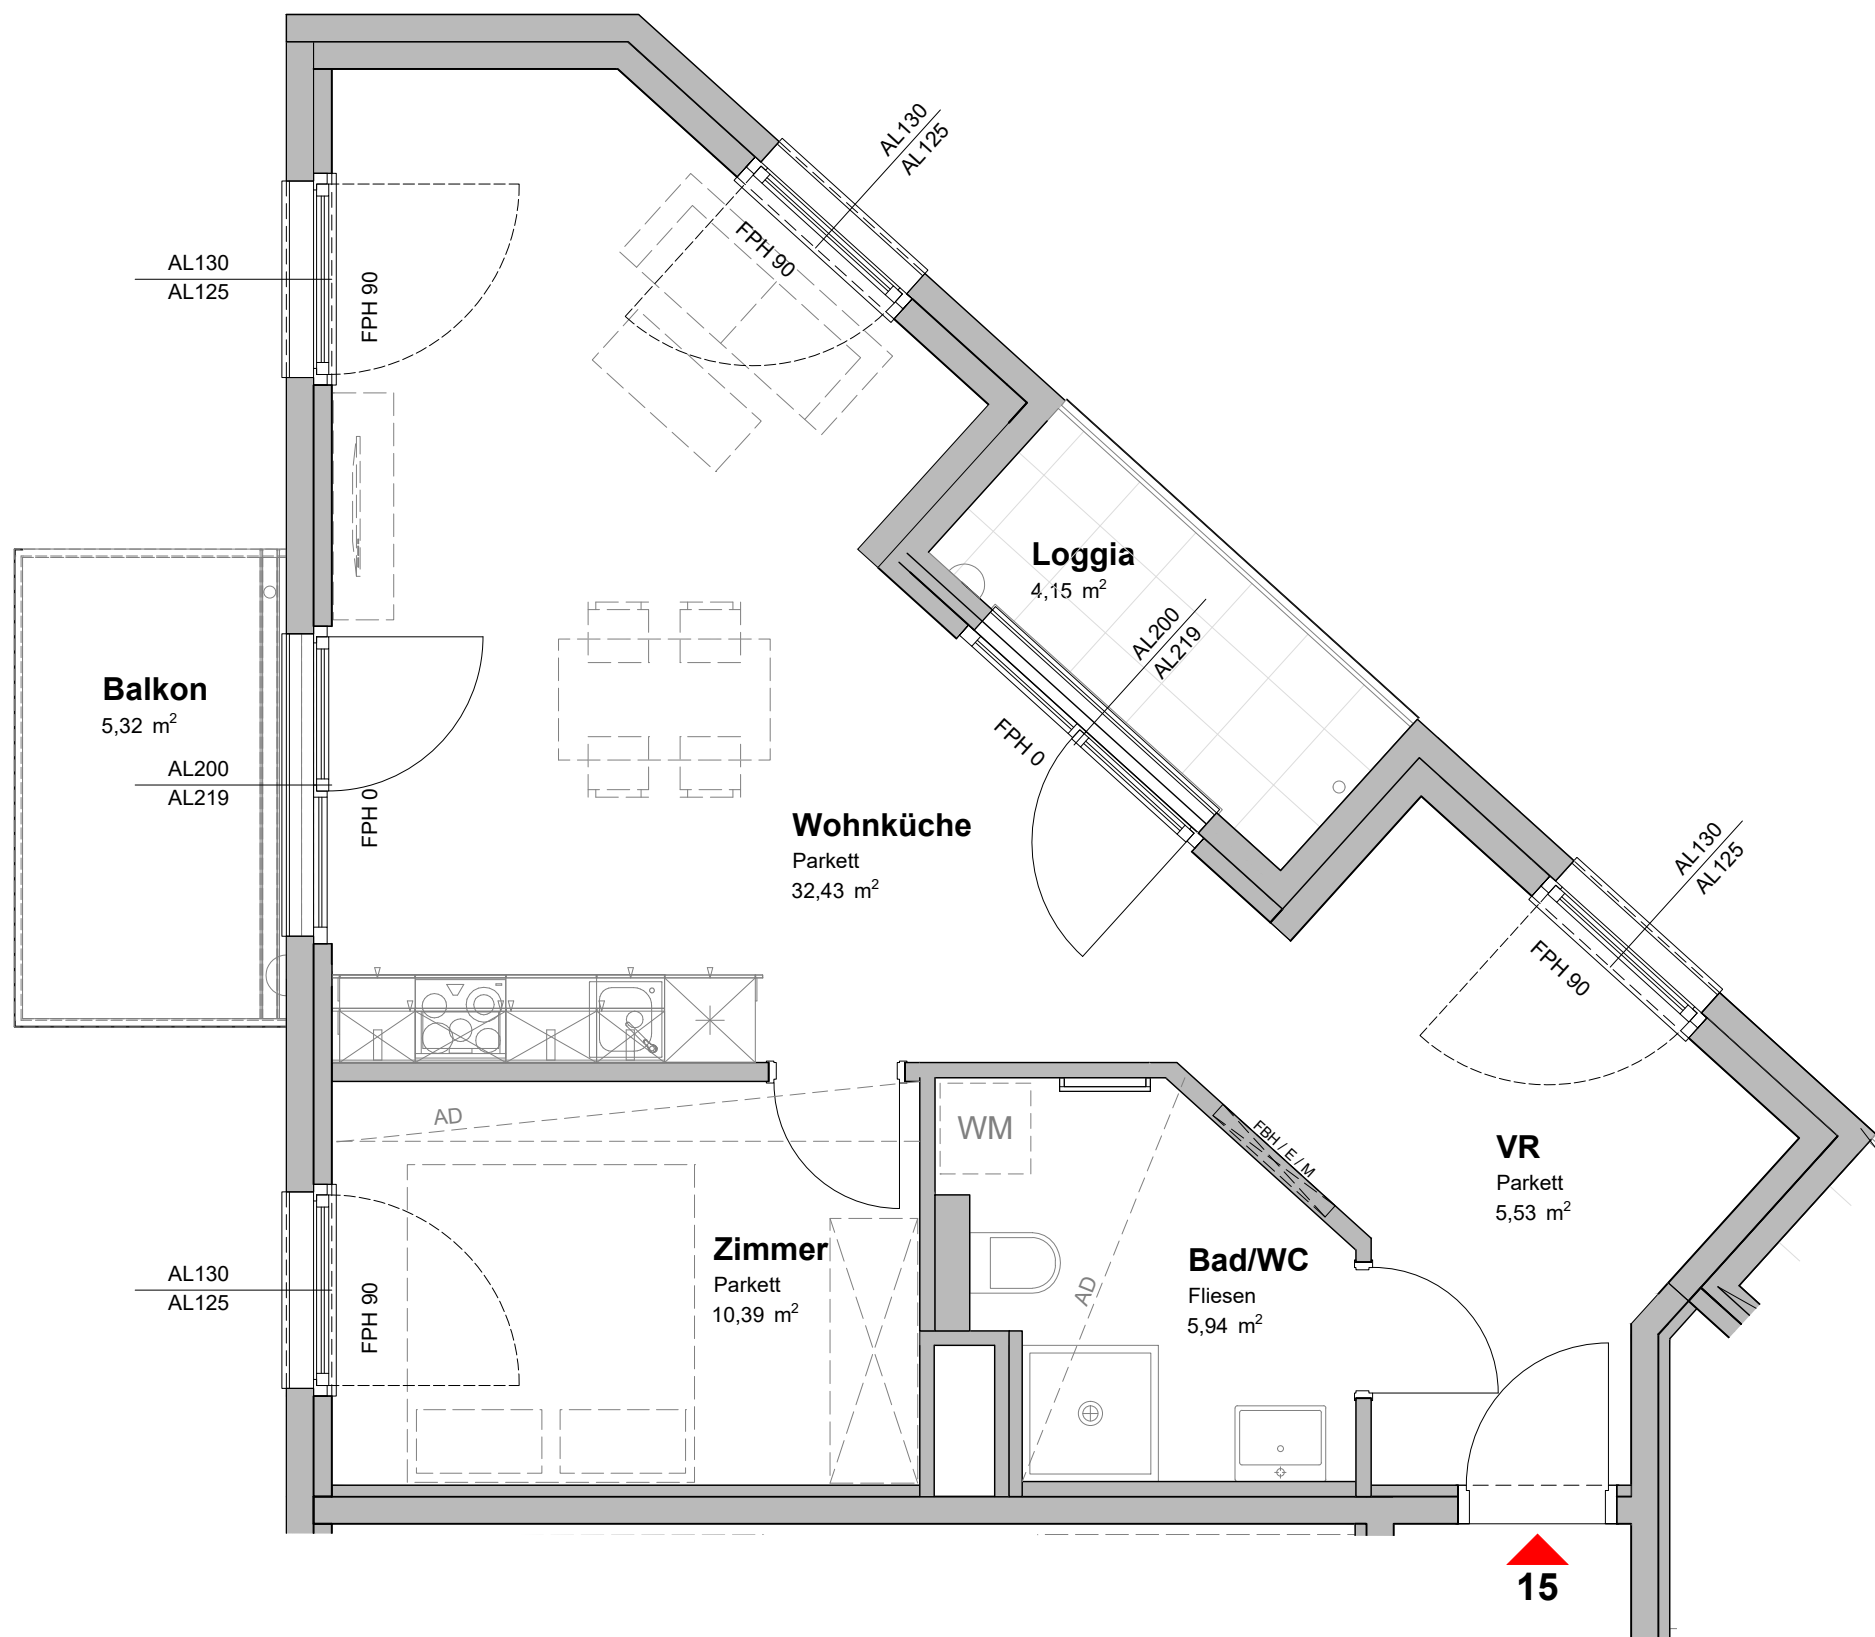 AL130
AL125
FPH 90
AL130
AL125
FPH 90
Loggia
4,15 m²
AL200
AL219
FPH 0
Balkon
5,32 m²
AL200
AL219
FPH 0
Wohnküche
Parkett
32,43 m²
AL130
AL125
FPH 90
AD
WM
FBH / E / M
VR
Parkett
5,53 m²
Zimmer
Parkett
10,39 m²
AD
Bad/WC
Fliesen
5,94 m²
AL130
AL125
FPH 90
15